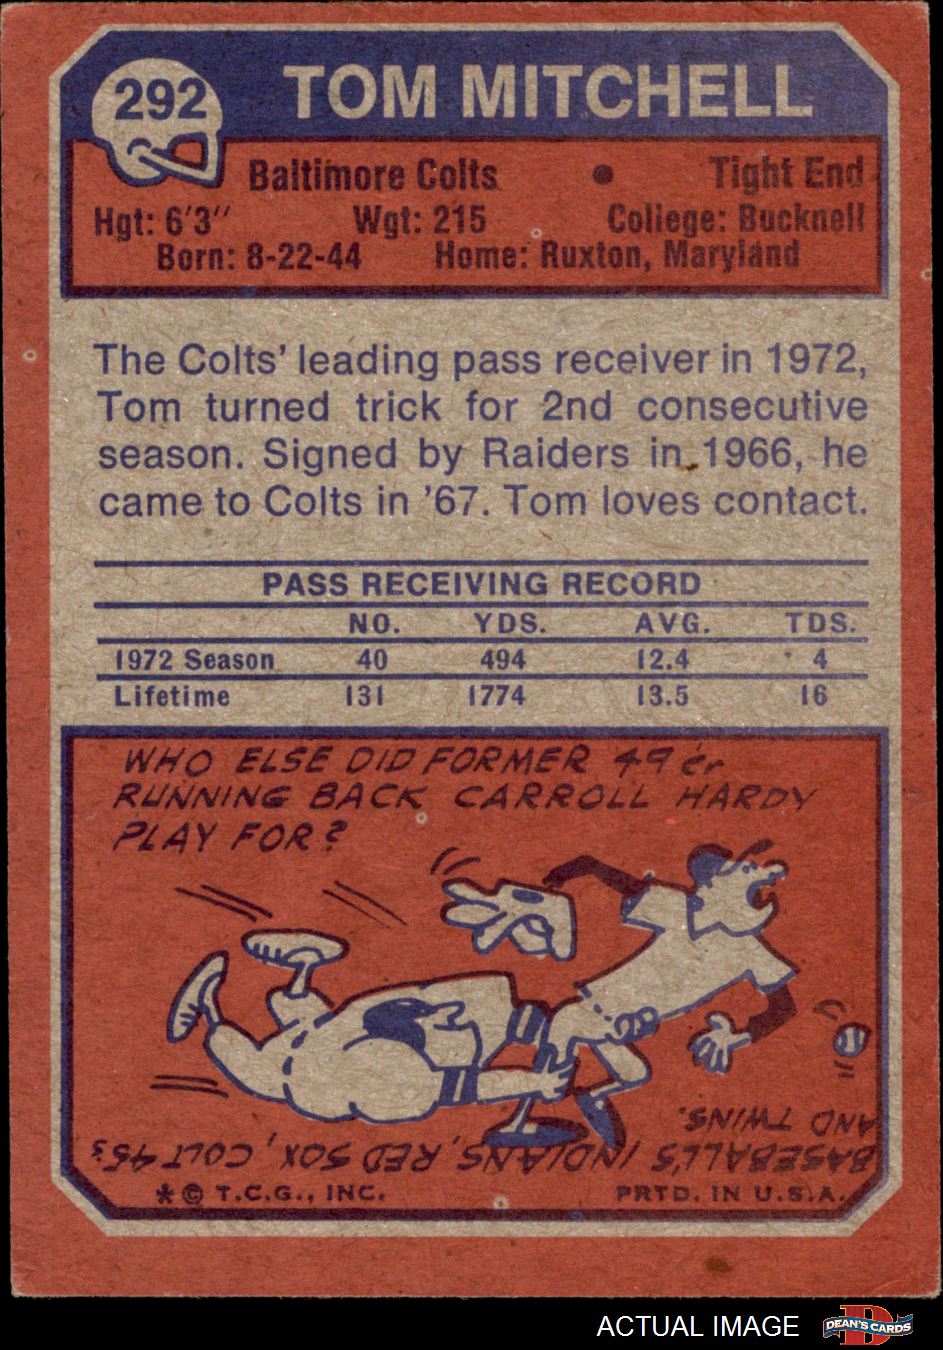 292
TOM MITCHELL
Baltimore Colts • Tight End
Hgt: 6'3" Wgt: 215 College: Bucknell
Born: 8-22-44 Home: Ruxton, Maryland
The Colts' leading pass receiver in 1972,
Tom turned trick for 2nd consecutive
season. Signed by Raiders in 1966, he
came to Colts in '67. Tom loves contact.
PASS RECEIVING RECORD
NO. YDS. AVG. TDS.
1972 Season 40 494 12.4 4
Lifetime 131 1774 13.5 16
WHO ELSE DID FORMER 49'er
RUNNING BACK CARROLL HARDY
PLAY FOR?
BASEBALL'S INDIANS, RED SOX, COLT 45's
AND TWINS.
* © T.C.G., INC. PRTD. IN U.S.A.
ACTUAL IMAGE
D
DEAN'S CARDS